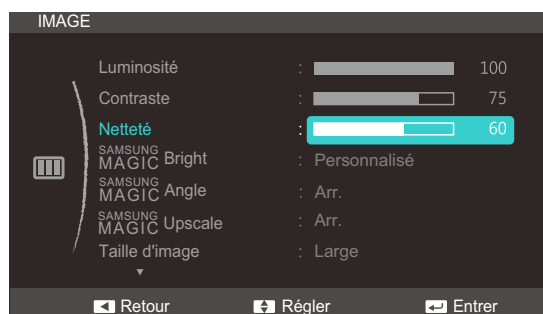 IMAGE
Luminosité : 100
Contraste : 75
Netteté : 60
SAMSUNG MAGIC Bright : Personnalisé
SAMSUNG MAGIC Angle : Arr.
SAMSUNG MAGIC Upscale : Arr.
Taille d'image : Large
Retour Régler Entrer